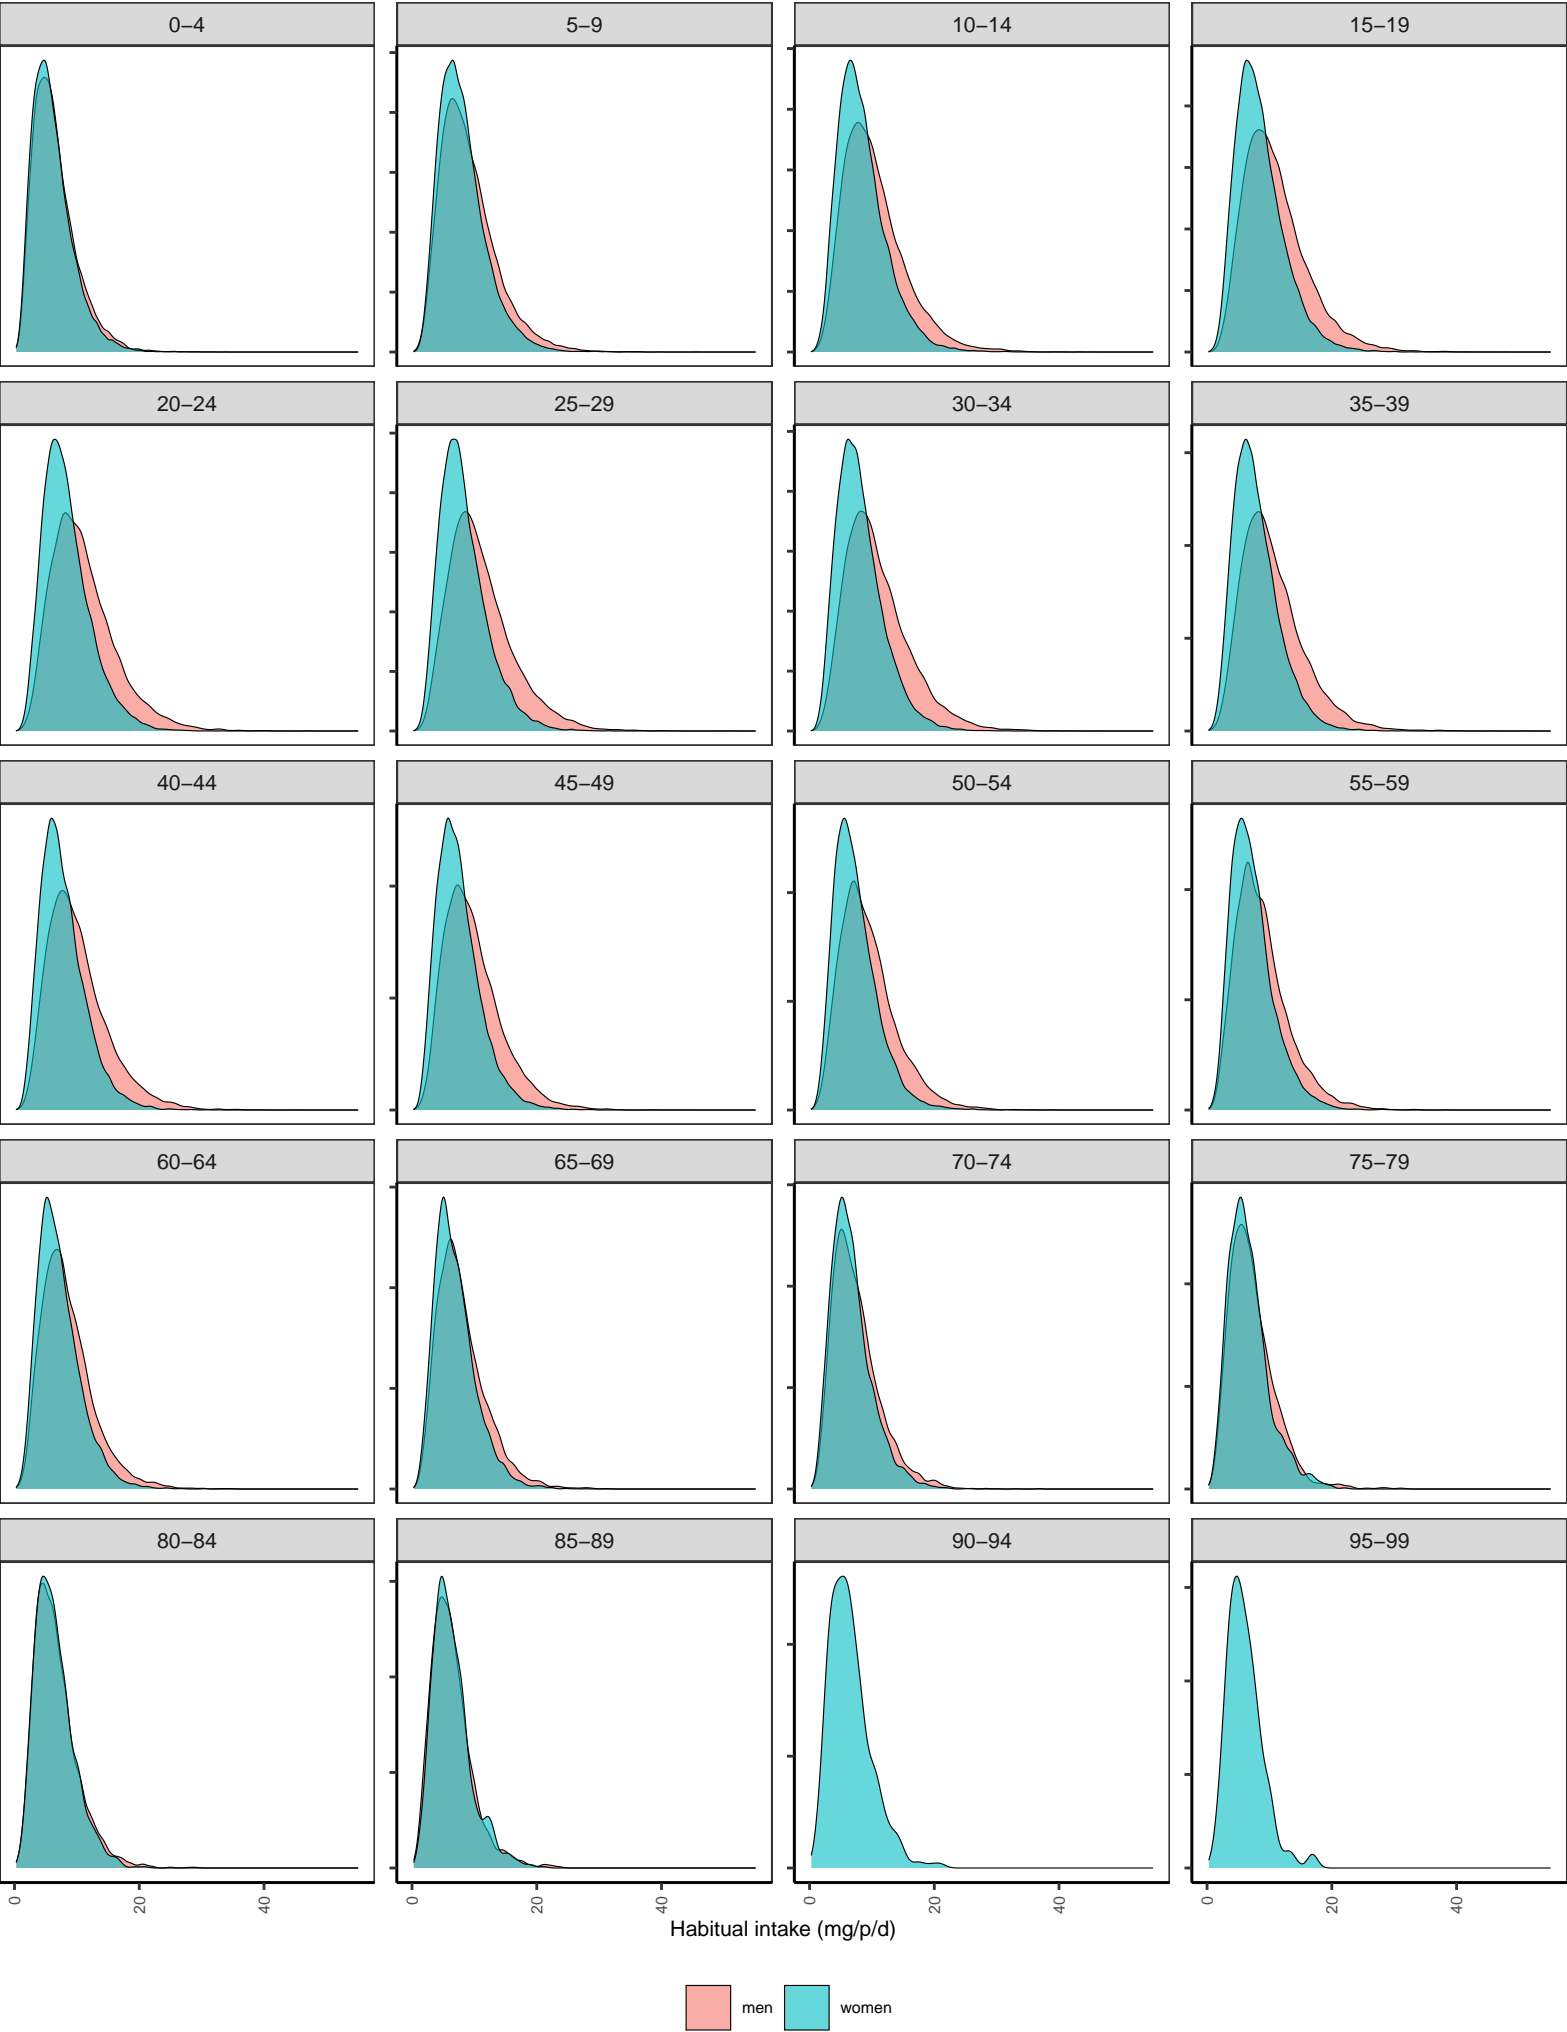 0–4 5–9 10–14 15–19
20–24 25–29 30–34 35–39
40–44 45–49 50–54 55–59
60–64 65–69 70–74 75–79
80–84 85–89 90–94 95–99
0 20 40 0 20 40 0 20 40 0 20 40
Habitual intake (mg/p/d)
men women